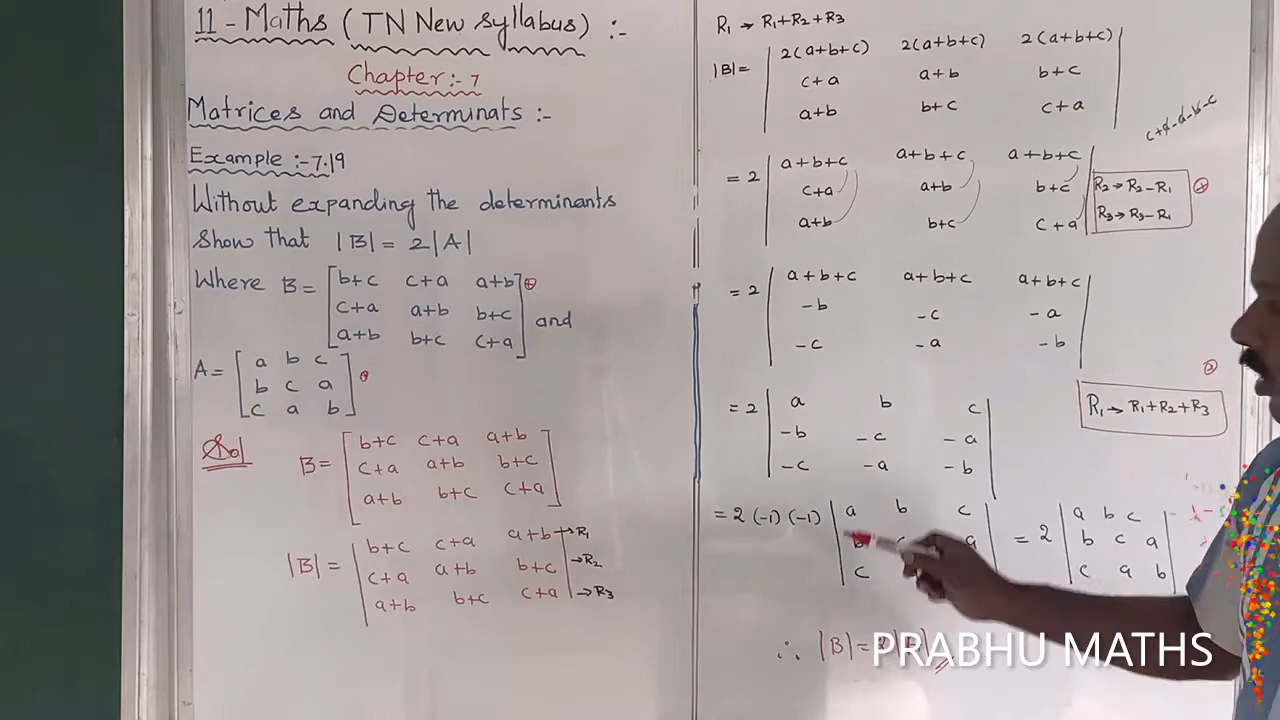 11 - Maths (TN New Syllabus) :-
Chapter :- 7
Matrices and Determinats :-
Example :- 7.19
Without expanding the determinants
Show that |B| = 2|A|
Where B = [b+c c+a a+b]
c+a a+b b+c and
a+b b+c c+a
A = [a b c]
b c a
c a b
Sol
B = [b+c c+a a+b]
c+a a+b b+c
a+b b+c c+a
|B| = |b+c c+a a+b| → R₁
c+a a+b b+c → R₂
a+b b+c c+a → R₃
R₁ → R₁+R₂+R₃
|B| = |2(a+b+c) 2(a+b+c) 2(a+b+c)|
c+a a+b b+c
a+b b+c c+a
c+a-a-b-c
= 2 |a+b+c a+b+c a+b+c|
c+a a+b b+c R₂→R₂-R₁
a+b b+c c+a R₃→R₃-R₁
= 2 |a+b+c a+b+c a+b+c|
-b -c -a
-c -a -b
R₁ → R₁+R₂+R₃
= 2 |a b c|
-b -c -a
-c -a -b
= 2 (-1) (-1) |a b c| = 2 |a b c|
b c a b c a
c c a b
∴ |B| = 2
PRABHU MATHS